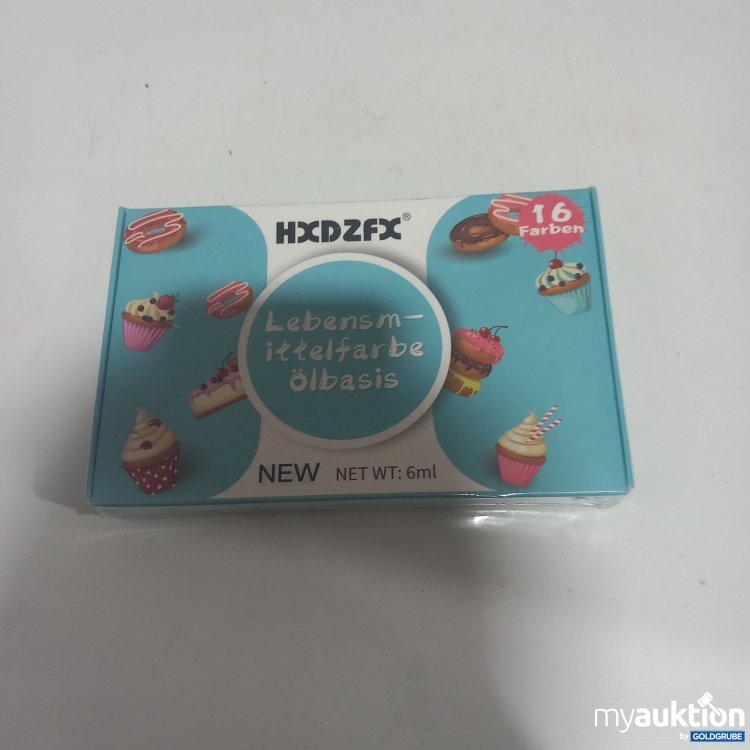 HXDZFX®
16
Farben
Lebensm-
ittelfarbe
ölbasis
NEW NET WT: 6ml
myauktion
by GOLDGRUBE